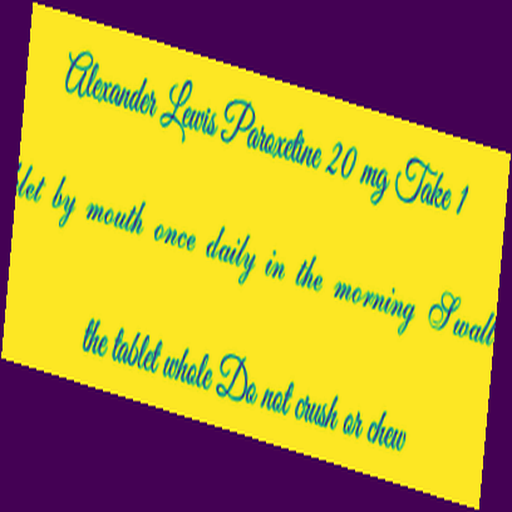 Alexander Lewis Paroxetine 20 mg Take 1
by mouth once daily in the morning
the tablet whole Do not crush or chew